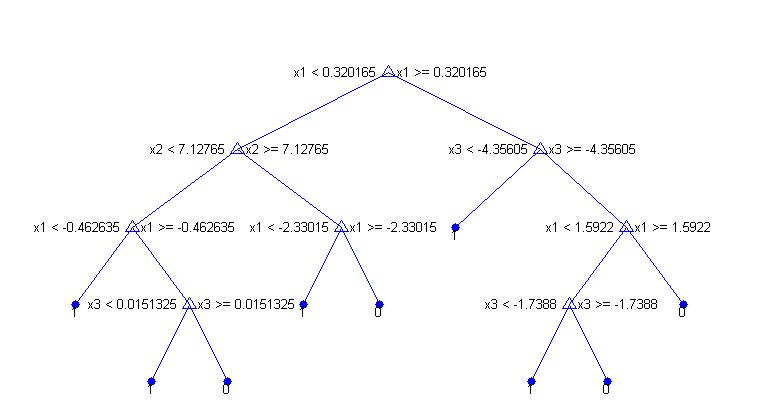 x1 < 0.320165 x1 >= 0.320165
x2 < 7.12765 x2 >= 7.12765 x3 < -4.35605 x3 >= -4.35605
x1 < -0.462635 x1 >= -0.462635 x1 < -2.33015 x1 >= -2.33015 1 x1 < 1.5922 x1 >= 1.5922
1 x3 < 0.0151325 x3 >= 0.0151325 1 0 x3 < -1.7388 x3 >= -1.7388 0
1 0 1 0